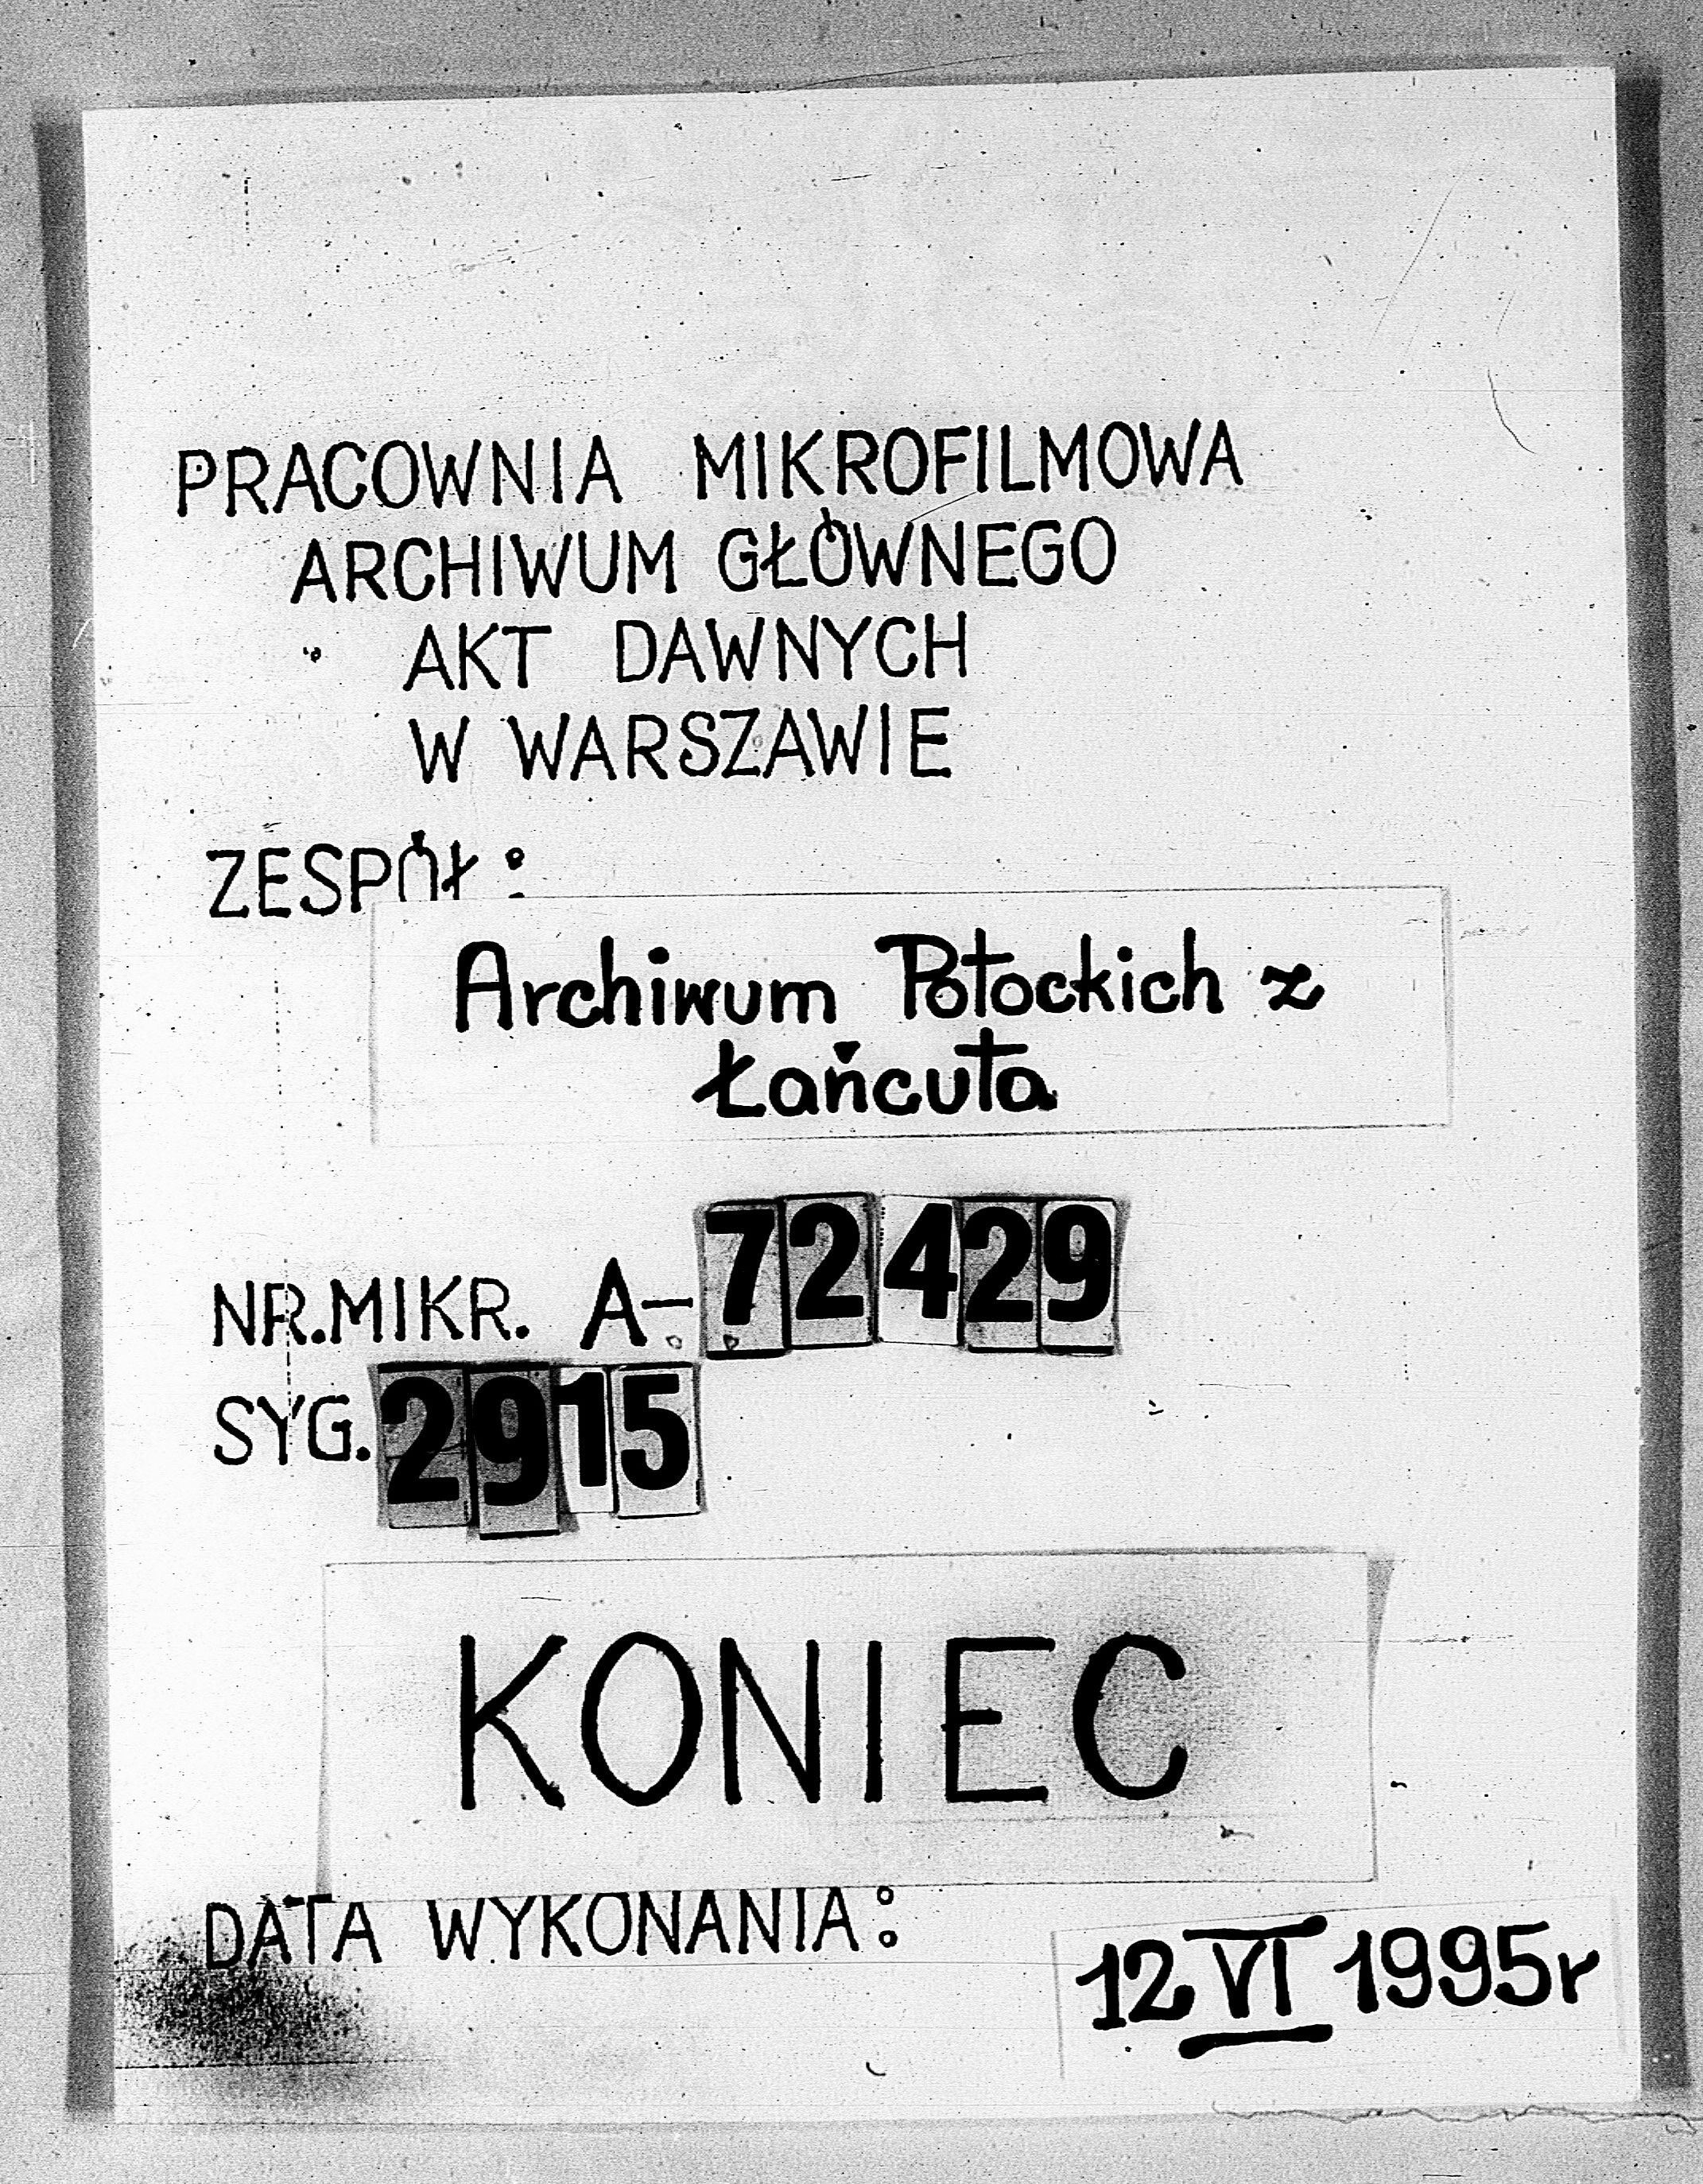 PRACOWNIA MIKROFILMOWA
ARCHIWUM GŁÓWNEGO
AKT DAWNYCH
W WARSZAWIE
ZESPÓŁ:
Archiwum Potockich z
Łańcuta
NR.MIKR. A-72429
SYG. 2915
KONIEC
DATA WYKONANIA:
12 VI 1995r